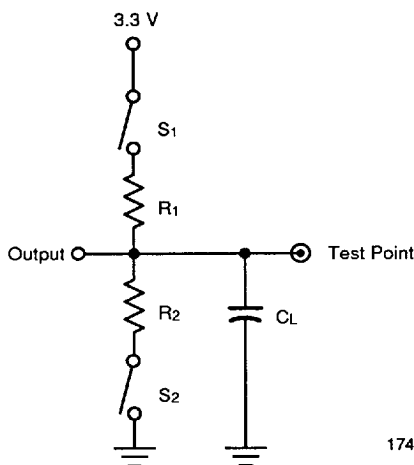 3.3 V
S1
R1
Output
Test Point
R2
CL
S2
174